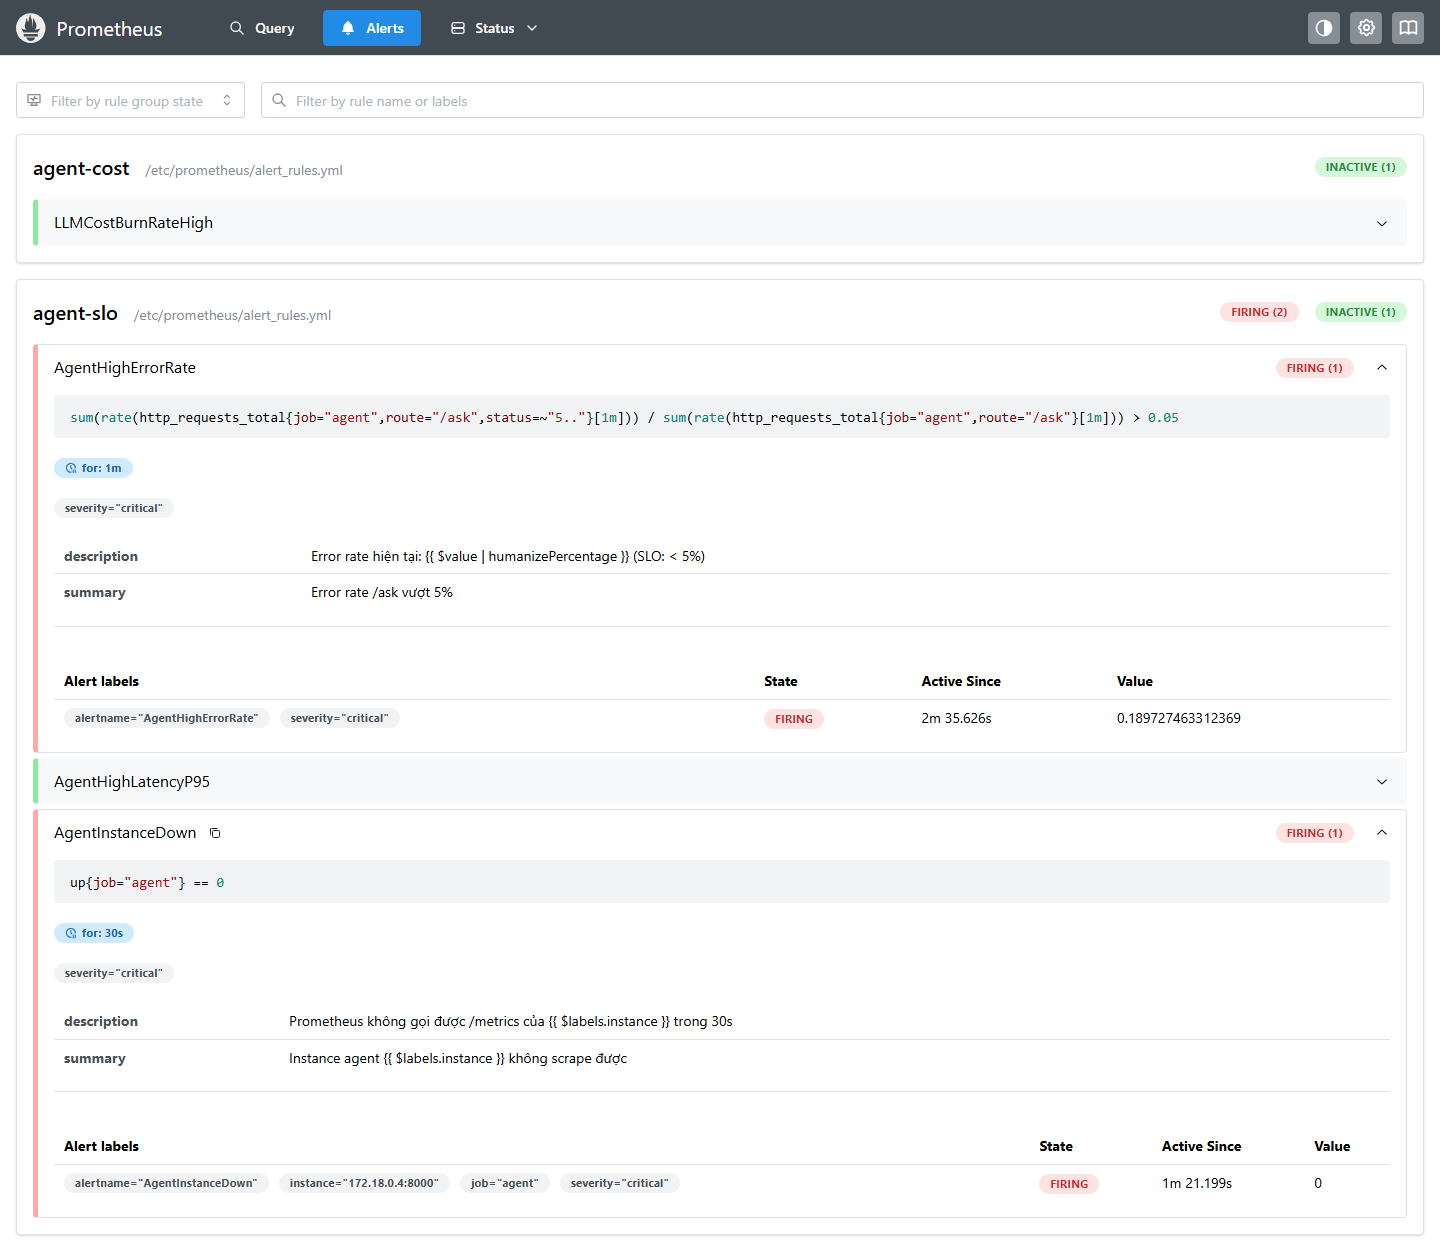 Prometheus
Query
Alerts
Status
Filter by rule group state
Filter by rule name or labels
agent-cost /etc/prometheus/alert_rules.yml INACTIVE (1)
LLMCostBurnRateHigh
agent-slo /etc/prometheus/alert_rules.yml FIRING (2) INACTIVE (1)
AgentHighErrorRate FIRING (1)
sum(rate(http_requests_total{job="agent",route="/ask",status=~"5.."}[1m])) / sum(rate(http_requests_total{job="agent",route="/ask"}[1m])) > 0.05
for: 1m
severity="critical"
description Error rate hiện tại: {{ $value | humanizePercentage }} (SLO: < 5%)
summary Error rate /ask vượt 5%
Alert labels State Active Since Value
alertname="AgentHighErrorRate" severity="critical" FIRING 2m 35.626s 0.189727463312369
AgentHighLatencyP95
AgentInstanceDown FIRING (1)
up{job="agent"} == 0
for: 30s
severity="critical"
description Prometheus không gọi được /metrics của {{ $labels.instance }} trong 30s
summary Instance agent {{ $labels.instance }} không scrape được
Alert labels State Active Since Value
alertname="AgentInstanceDown" instance="172.18.0.4:8000" job="agent" severity="critical" FIRING 1m 21.199s 0